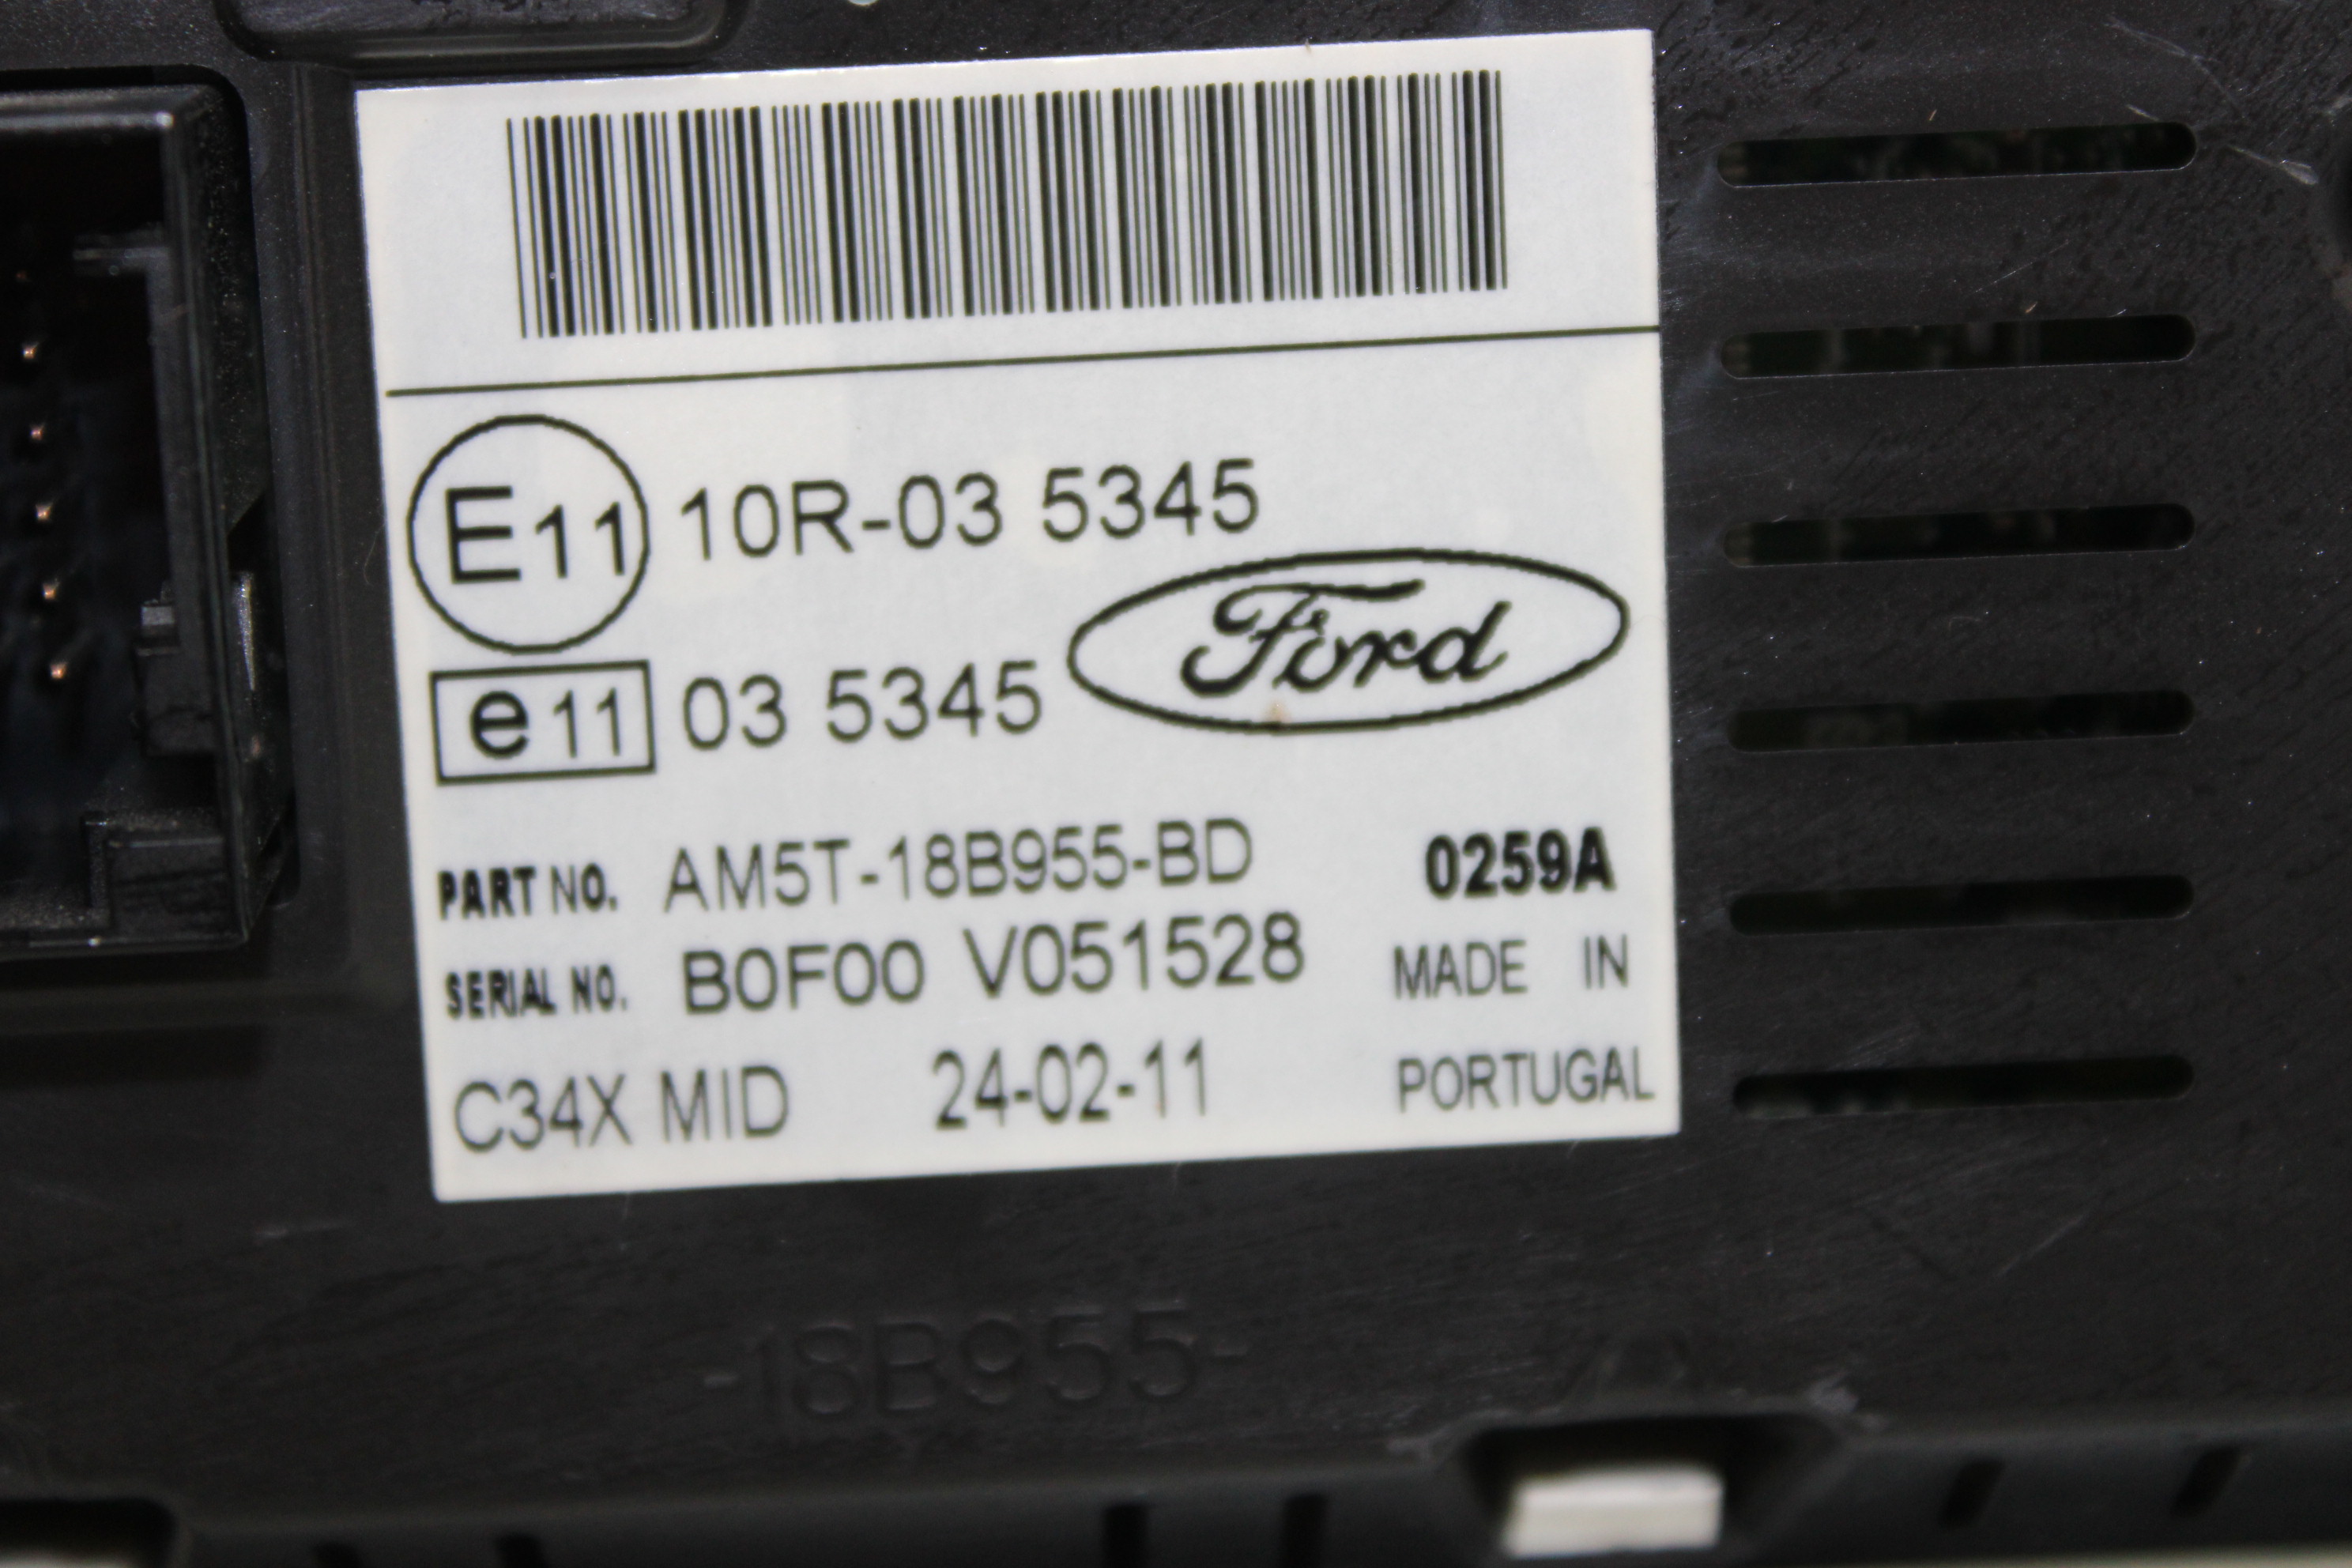 E11 10R-03 5345
Ford
e11 03 5345
PART NO. AM5T-18B955-BD 0259A
SERIAL NO. B0F00 V051528 MADE IN
C34X MID 24-02-11 PORTUGAL
-18B955-